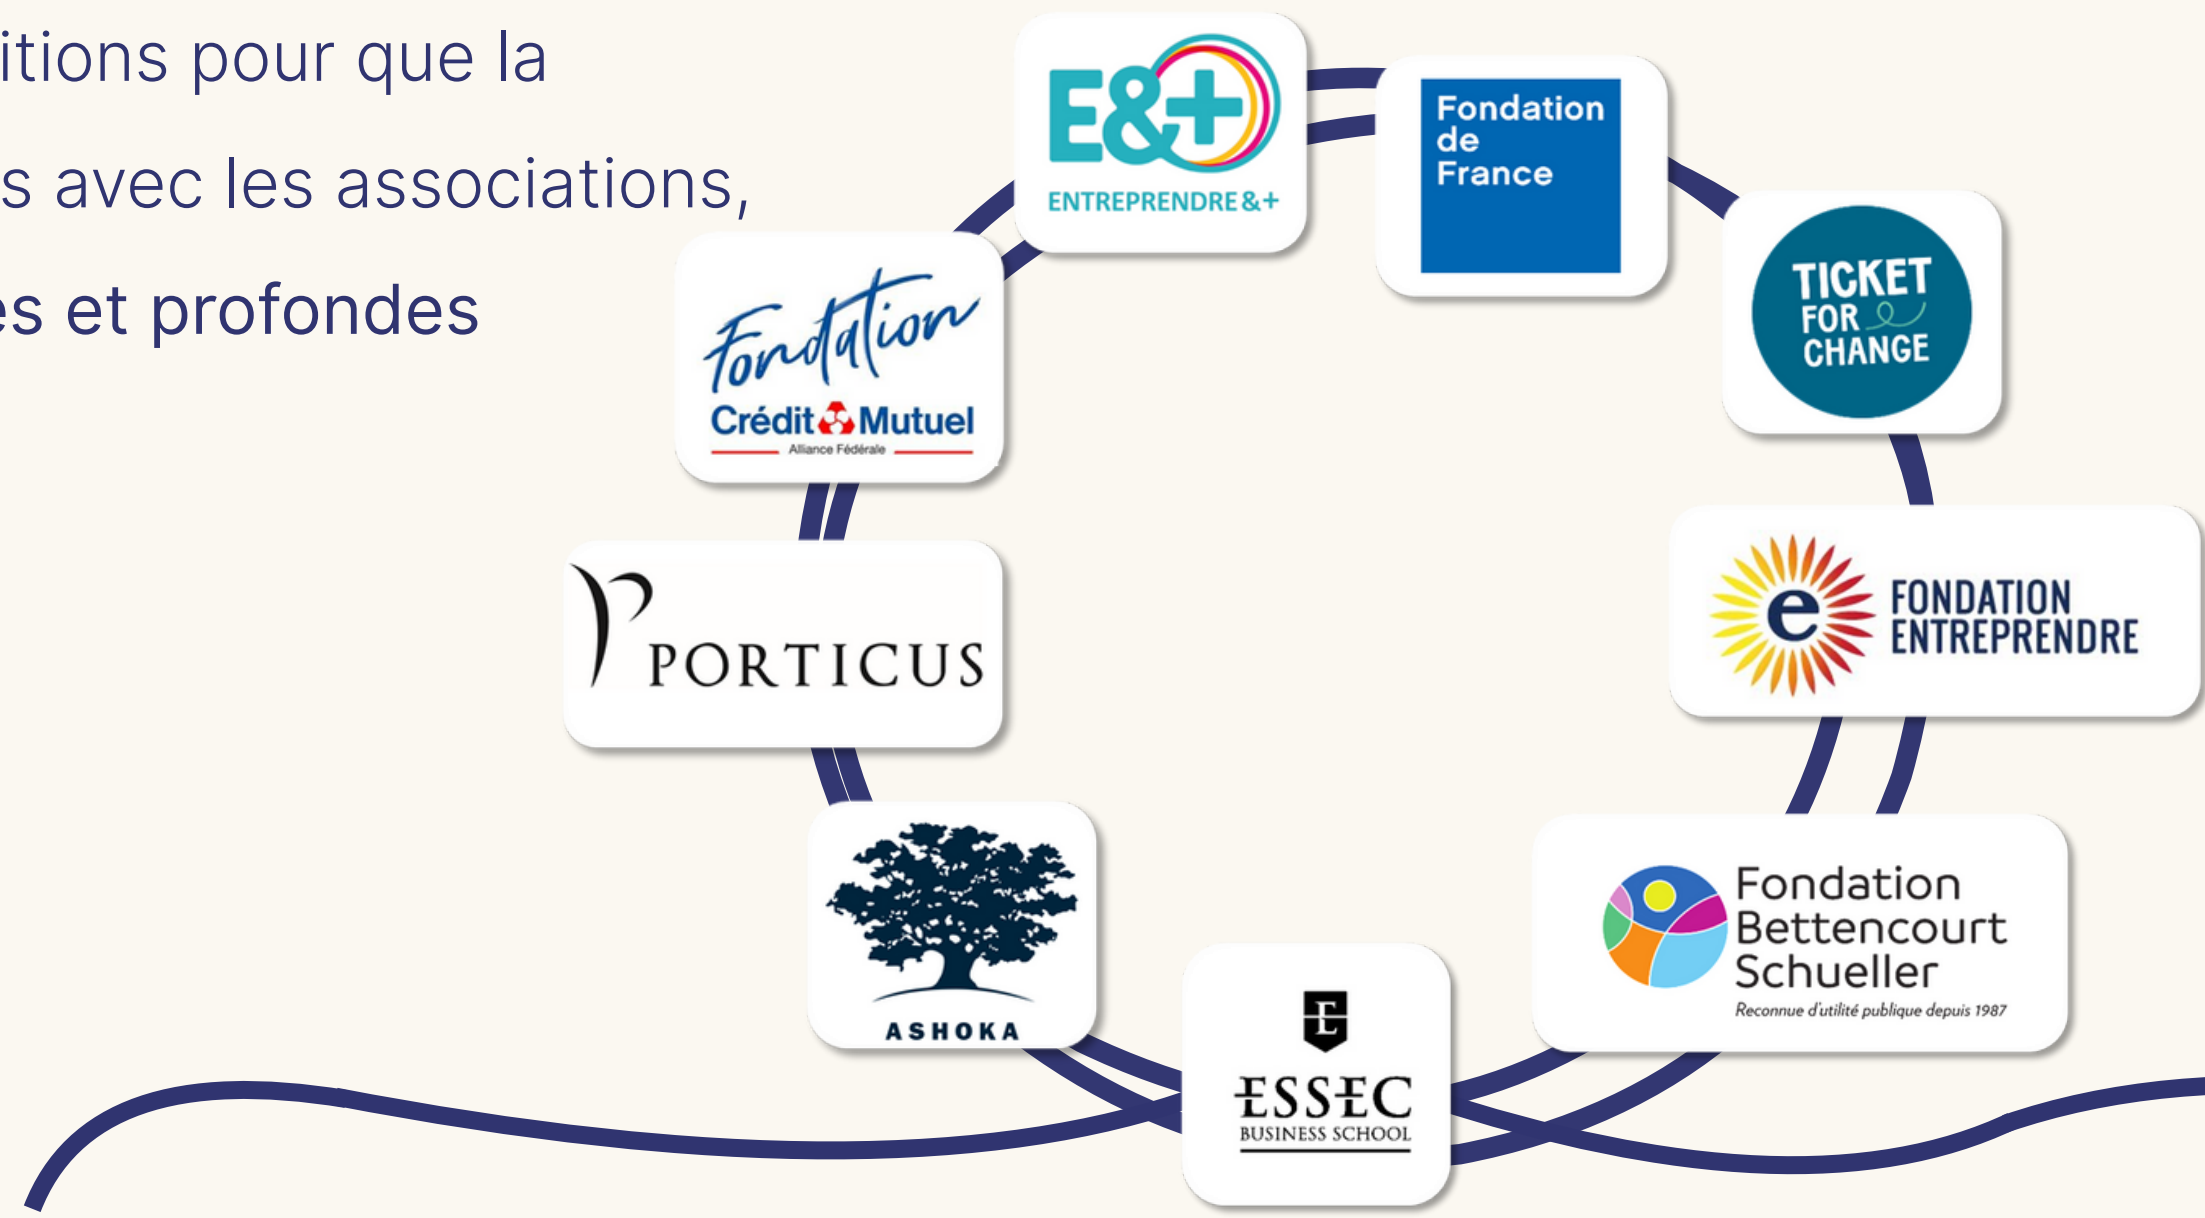 itions pour que la
s avec les associations,
es et profondes
E&+
ENTREPRENDRE &+
Fondation
de
France
TICKET
FOR
CHANGE
Fondation
Crédit Mutuel
Alliance Fédérale
PORTICUS
e
FONDATION
ENTREPRENDRE
ASHOKA
Fondation
Bettencourt
Schueller
Reconnue d'utilité publique depuis 1987
E
ESSEC
BUSINESS SCHOOL